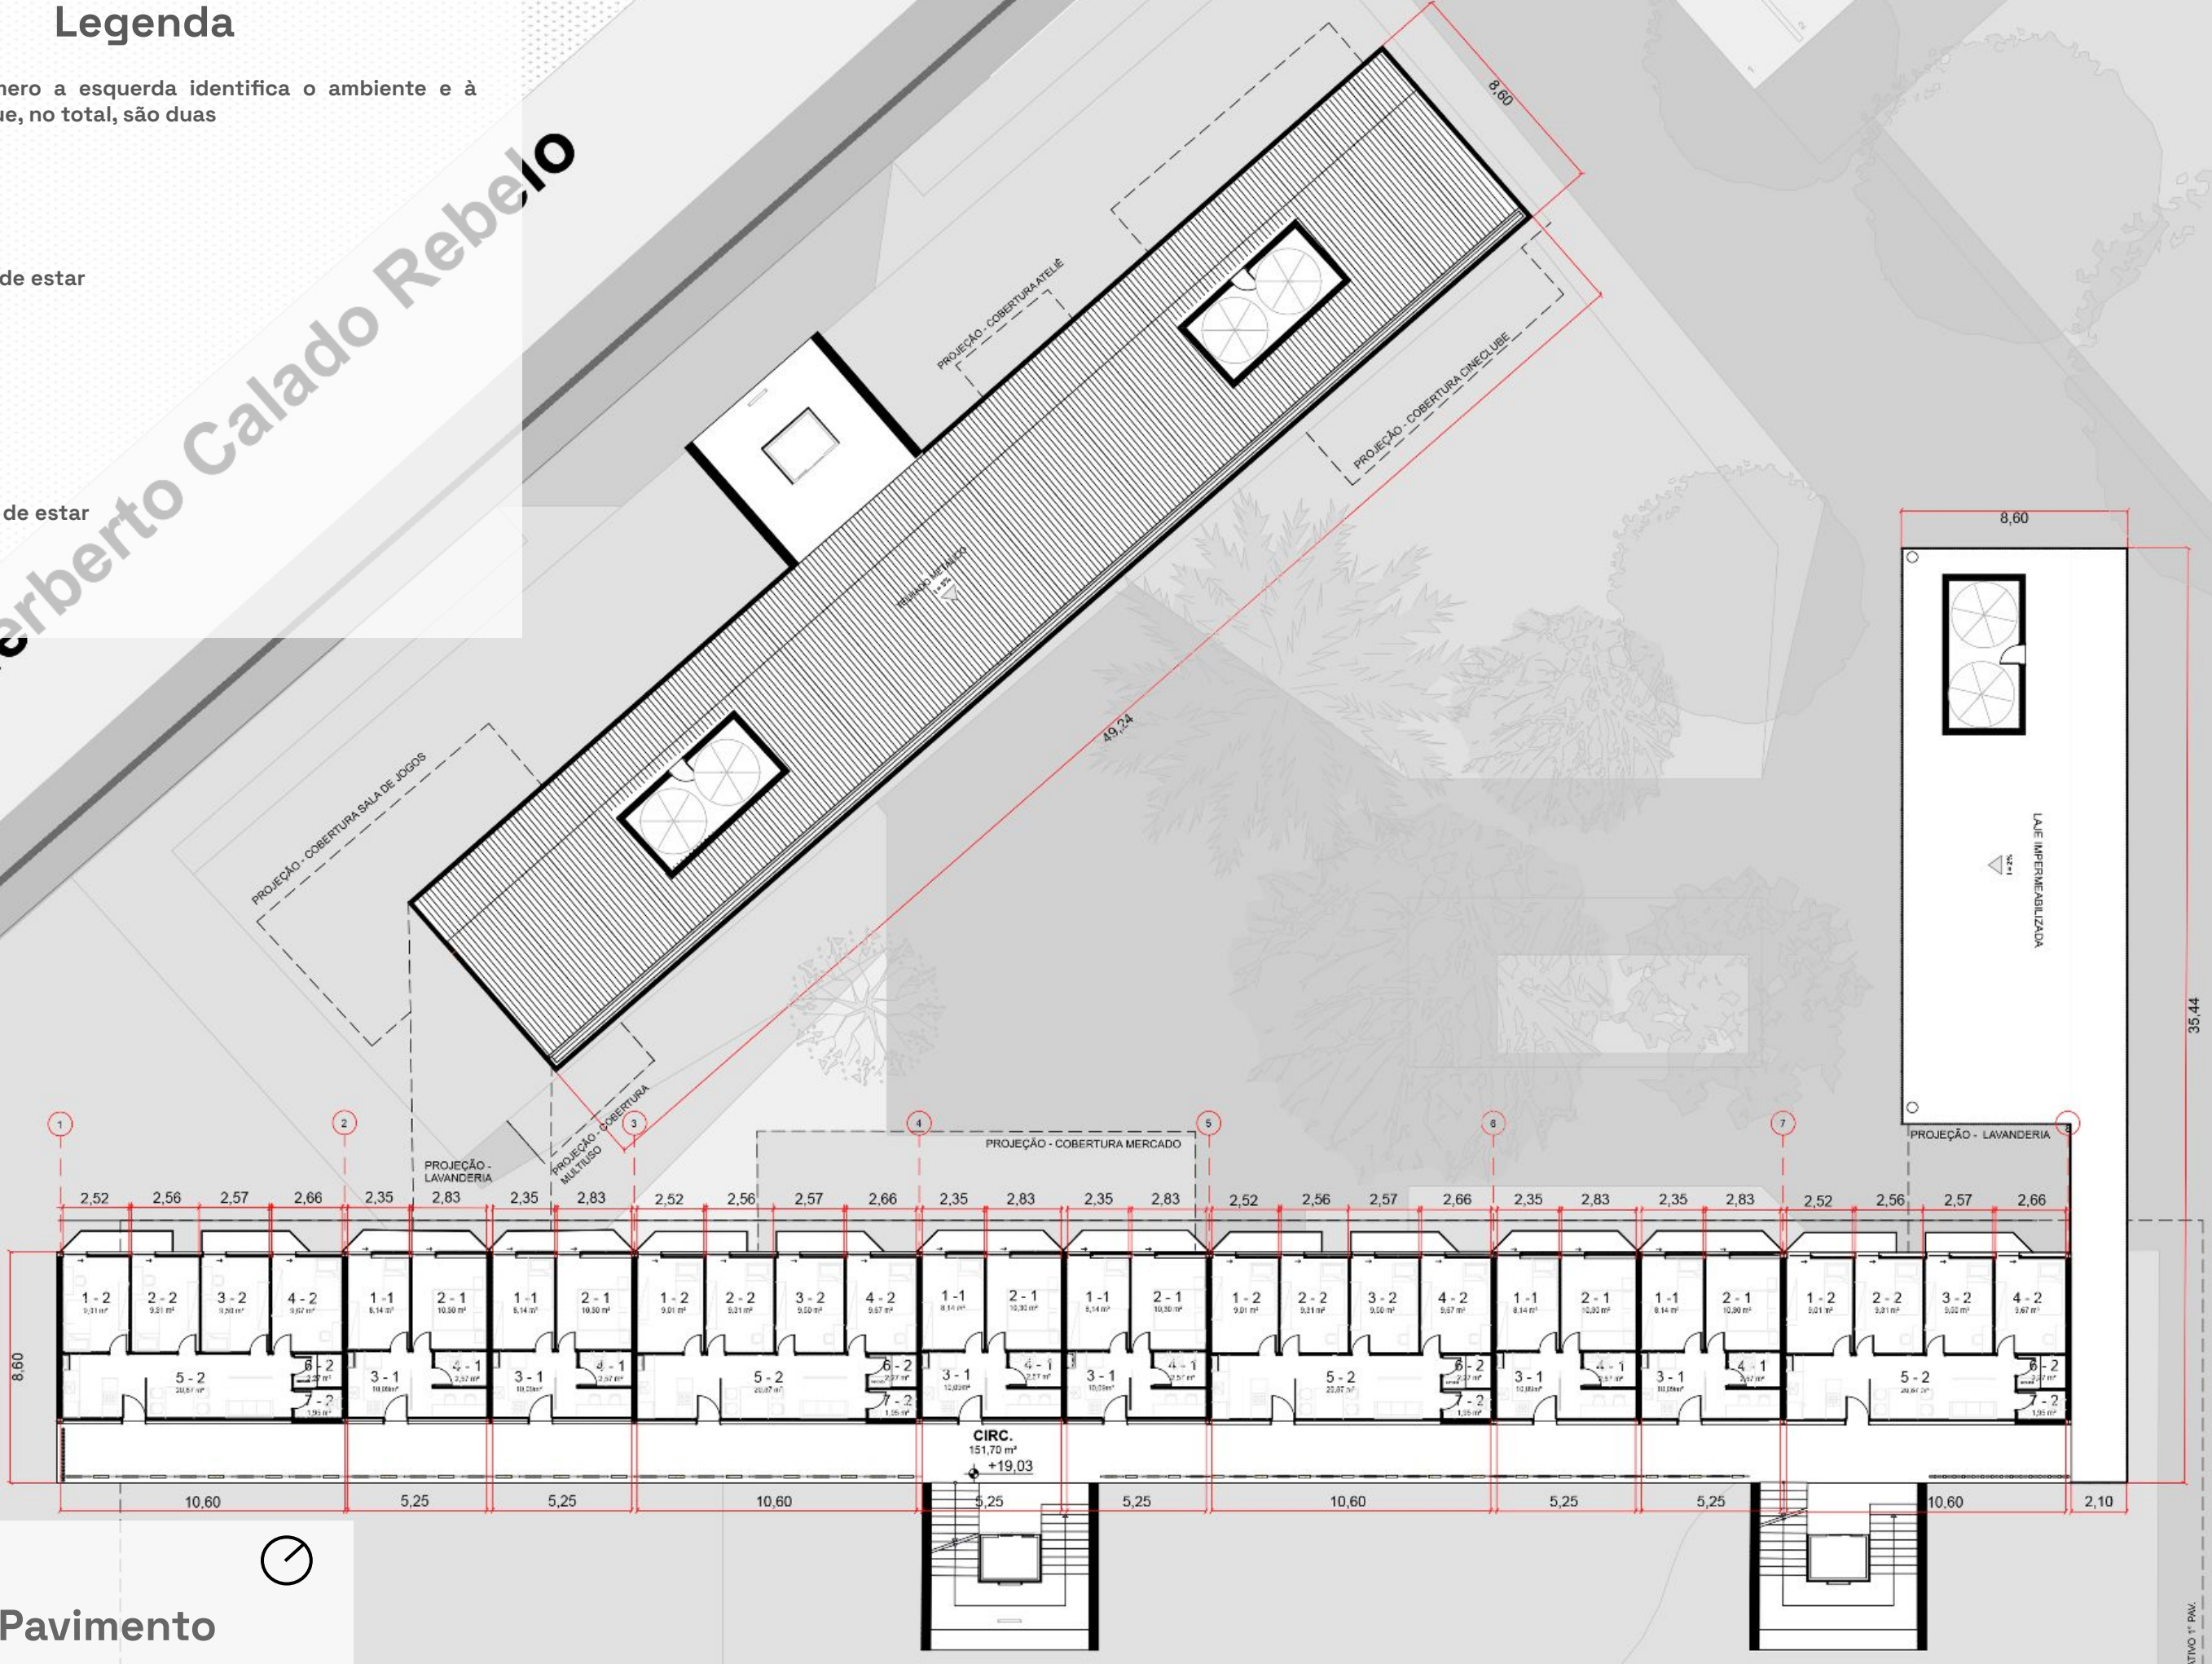 Legenda
mero a esquerda identifica o ambiente e à
ue, no total, são duas
de estar
de estar
erberto Calado Rebelo
8,60
PROJEÇÃO - COBERTURA ATELIÊ
PROJEÇÃO - COBERTURA CINECLUBE
8,60
TELHADO METÁLICO
i = 5%
49,24
LAJE IMPERMEABILIZADA
i=2%
35,44
PROJEÇÃO - COBERTURA SALA DE JOGOS
PROJEÇÃO - COBERTURA
MULTIUSO
PROJEÇÃO -
LAVANDERIA
PROJEÇÃO - COBERTURA MERCADO
PROJEÇÃO - LAVANDERIA
1 2 3 4 5 6 7 8
2,52 2,56 2,57 2,66 2,35 2,83 2,35 2,83 2,52 2,56 2,57 2,66 2,35 2,83 2,35 2,83 2,52 2,56 2,57 2,66 2,35 2,83 2,35 2,83 2,52 2,56 2,57 2,66
1 - 2 2 - 2 3 - 2 4 - 2 1 - 1 2 - 1 1 - 1 2 - 1 1 - 2 2 - 2 3 - 2 4 - 2 1 - 1 2 - 1 1 - 1 2 - 1 1 - 2 2 - 2 3 - 2 4 - 2 1 - 1 2 - 1 1 - 1 2 - 1 1 - 2 2 - 2 3 - 2 4 - 2
8,60
5 - 2 6 - 2 3 - 1 4 - 1 3 - 1 4 - 1 5 - 2 6 - 2 3 - 1 4 - 1 3 - 1 4 - 1 5 - 2 6 - 2 3 - 1 4 - 1 3 - 1 4 - 1 5 - 2 6 - 2
7 - 2 7 - 2 7 - 2 7 - 2
CIRC.
151,70 m²
+19,03
10,60 5,25 5,25 10,60 5,25 5,25 10,60 5,25 5,25 10,60 2,10
Pavimento
TIVO 1° PAV.